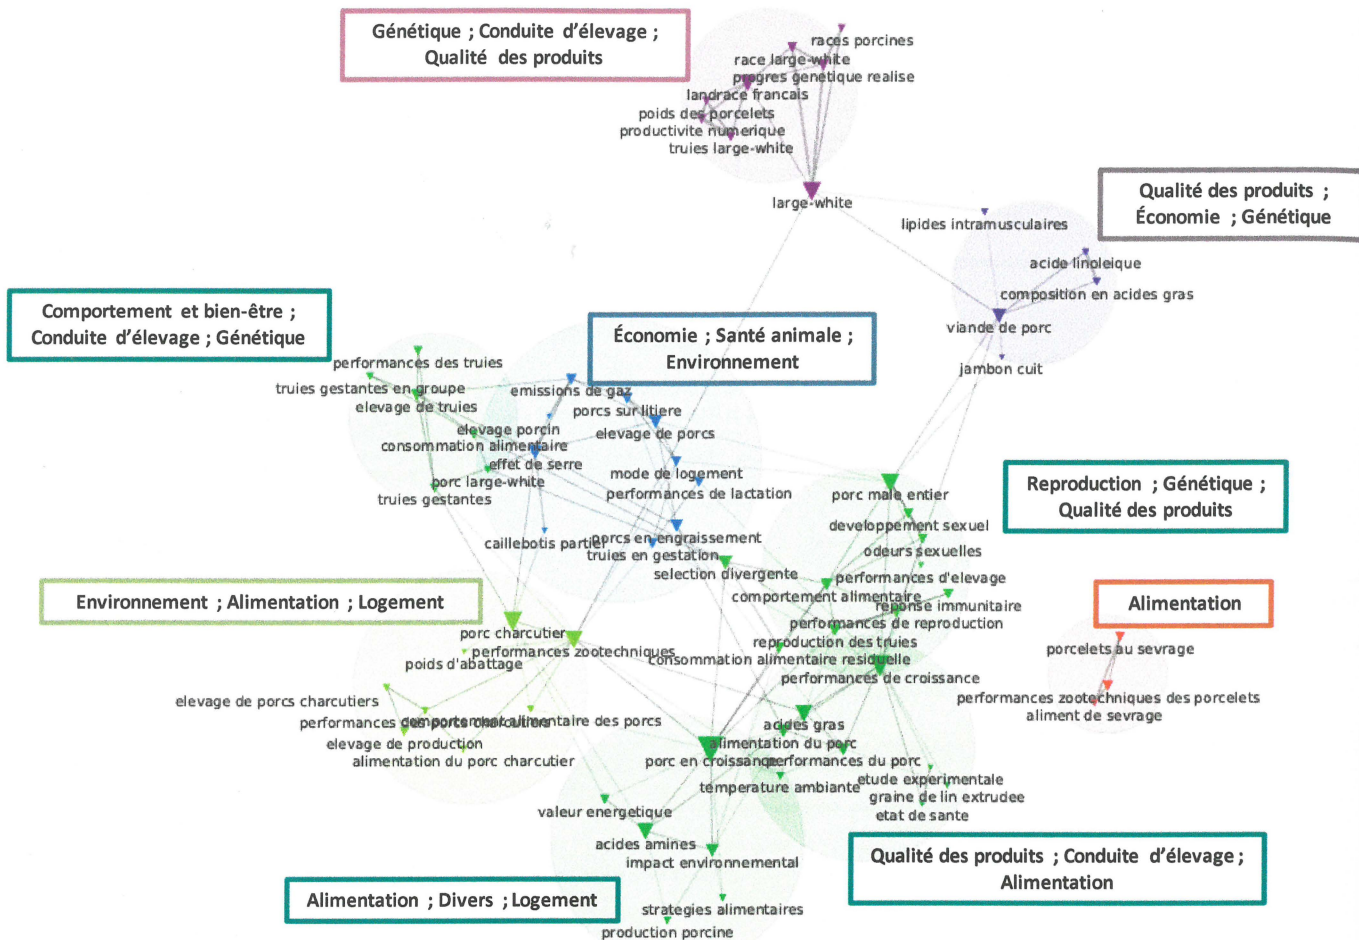 Génétique ; Conduite d'élevage ;
Qualité des produits
races porcines
race large-white
progres genetique realise
landrace francais
poids des porcelets
productivite numerique
truies large-white
large-white
Qualité des produits ;
Économie ; Génétique
lipides intramusculaires
acide linoleique
composition en acides gras
viande de porc
jambon cuit
Comportement et bien-être ;
Conduite d'élevage ; Génétique
Économie ; Santé animale ;
Environnement
performances des truies
truies gestantes en groupe
elevage de truies
emissions de gaz
porcs sur litiere
elevage porcin
elevage de porcs
consommation alimentaire
effet de serre
mode de logement
porc large-white
performances de lactation
truies gestantes
caillebotis partiel
porcs en engraissement
truies en gestation
selection divergente
porc male entier
developpement sexuel
odeurs sexuelles
Reproduction ; Génétique ;
Qualité des produits
performances d'elevage
comportement alimentaire
reponse immunitaire
performances de reproduction
reproduction des truies
consommation alimentaire residuelle
performances de croissance
Environnement ; Alimentation ; Logement
porc charcutier
performances zootechniques
poids d'abattage
elevage de porcs charcutiers
performances des porcs charcutiers
comportement alimentaire des porcs
elevage de production
alimentation du porc charcutier
Alimentation
porcelets au sevrage
performances zootechniques des porcelets
aliment de sevrage
acides gras
alimentation du porc
porc en croissance
performances du porc
temperature ambiante
etude experimentale
graine de lin extrudee
etat de sante
valeur energetique
acides amines
impact environnemental
strategies alimentaires
production porcine
Qualité des produits ; Conduite d'élevage ;
Alimentation
Alimentation ; Divers ; Logement